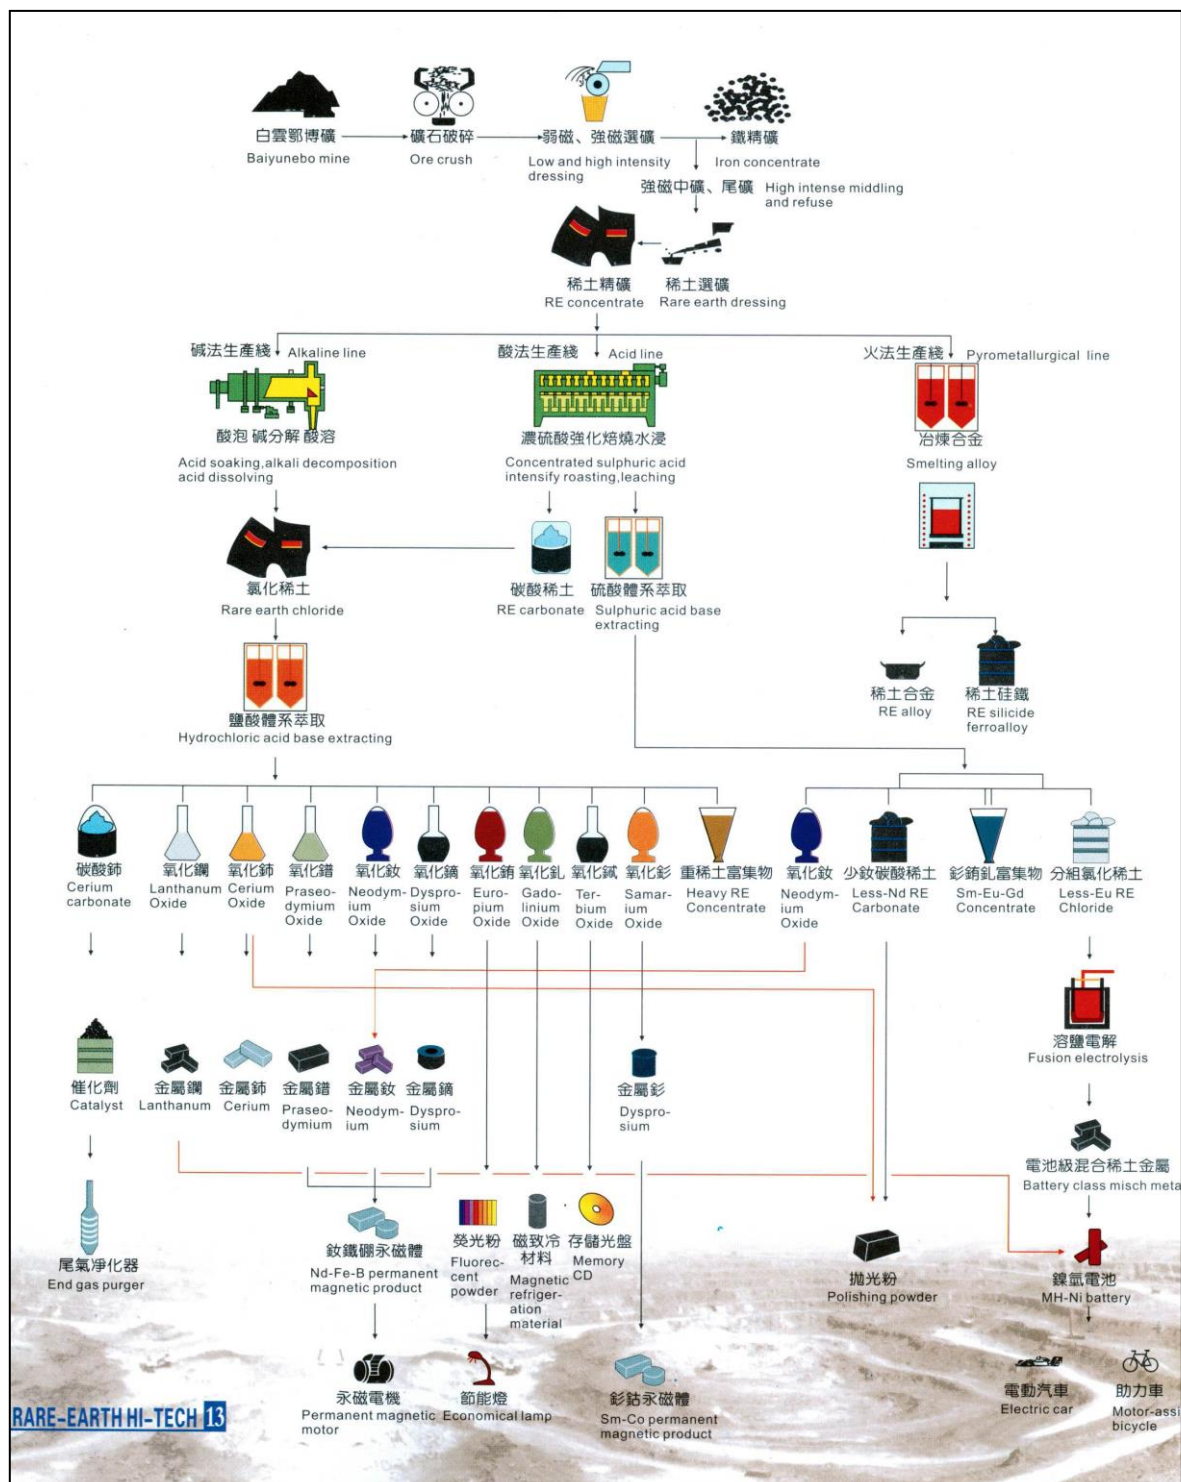 白雲鄂博礦
Baiyunebo mine
礦石破碎
Ore crush
弱磁、強磁選礦
Low and high intensity
dressing
鐵精礦
Iron concentrate
強磁中礦、尾礦
High intense middling
and refuse
稀土精礦
RE concentrate
稀土選礦
Rare earth dressing
碱法生產綫
Alkaline line
酸法生產綫
Acid line
火法生產綫
Pyrometallurgical line
酸泡 碱分解 酸溶
Acid soaking,alkali decomposition
acid dissolving
濃硫酸強化焙燒水浸
Concentrated sulphuric acid
intensify roasting,leaching
冶煉合金
Smelting alloy
氯化稀土
Rare earth chloride
碳酸稀土
RE carbonate
硫酸體系萃取
Sulphuric acid base
extracting
稀土合金
RE alloy
稀土硅鐵
RE silicide
ferroalloy
鹽酸體系萃取
Hydrochloric acid base extracting
碳酸鈰
Cerium
carbonate
氧化鑭
Lanthanum
Oxide
氧化鈰
Cerium
Oxide
氧化鐠
Praseo-
dymium
Oxide
氧化釹
Neodym-
ium
Oxide
氧化鏑
Dyspro-
sium
Oxide
氧化銪
Euro-
pium
Oxide
氧化釓
Gado-
linium
Oxide
氧化鋱
Ter-
bium
Oxide
氧化釤
Samar-
ium
Oxide
重稀土富集物
Heavy RE
Concentrate
氧化釹
Neodym-
ium
Oxide
少釹碳酸稀土
Less-Nd RE
Carbonate
釤銪釓富集物
Sm-Eu-Gd
Concentrate
分組氯化稀土
Less-Eu RE
Chloride
溶鹽電解
Fusion electrolysis
催化劑
Catalyst
金屬鑭
Lanthanum
金屬鈰
Cerium
金屬鐠
Praseo-
dymium
金屬釹
Neodym-
ium
金屬鏑
Dyspro-
sium
金屬釤
Dyspro-
sium
電池級混合稀土金屬
Battery class misch meta
尾氣凈化器
End gas purger
釹鐵硼永磁體
Nd-Fe-B permanent
magnetic product
熒光粉
Fluorec-
cent
powder
磁致冷
材料
Magnetic
refriger-
ation
material
存儲光盤
Memory
CD
拋光粉
Polishing powder
鎳氫電池
MH-Ni battery
永磁電機
Permanent magnetic
motor
節能燈
Economical lamp
釤鈷永磁體
Sm-Co permanent
magnetic product
電動汽車
Electric car
助力車
Motor-assi
bicycle
RARE-EARTH HI-TECH 13